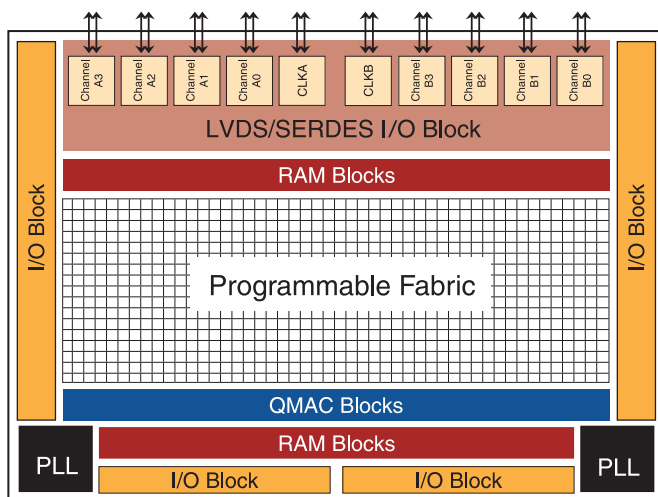 Channel
A3
Channel
A2
Channel
A1
Channel
A0
CLKA
CLKB
Channel
B3
Channel
B2
Channel
B1
Channel
B0
LVDS/SERDES I/O Block
RAM Blocks
I/O Block
Programmable Fabric
I/O Block
QMAC Blocks
RAM Blocks
PLL
I/O Block
I/O Block
PLL